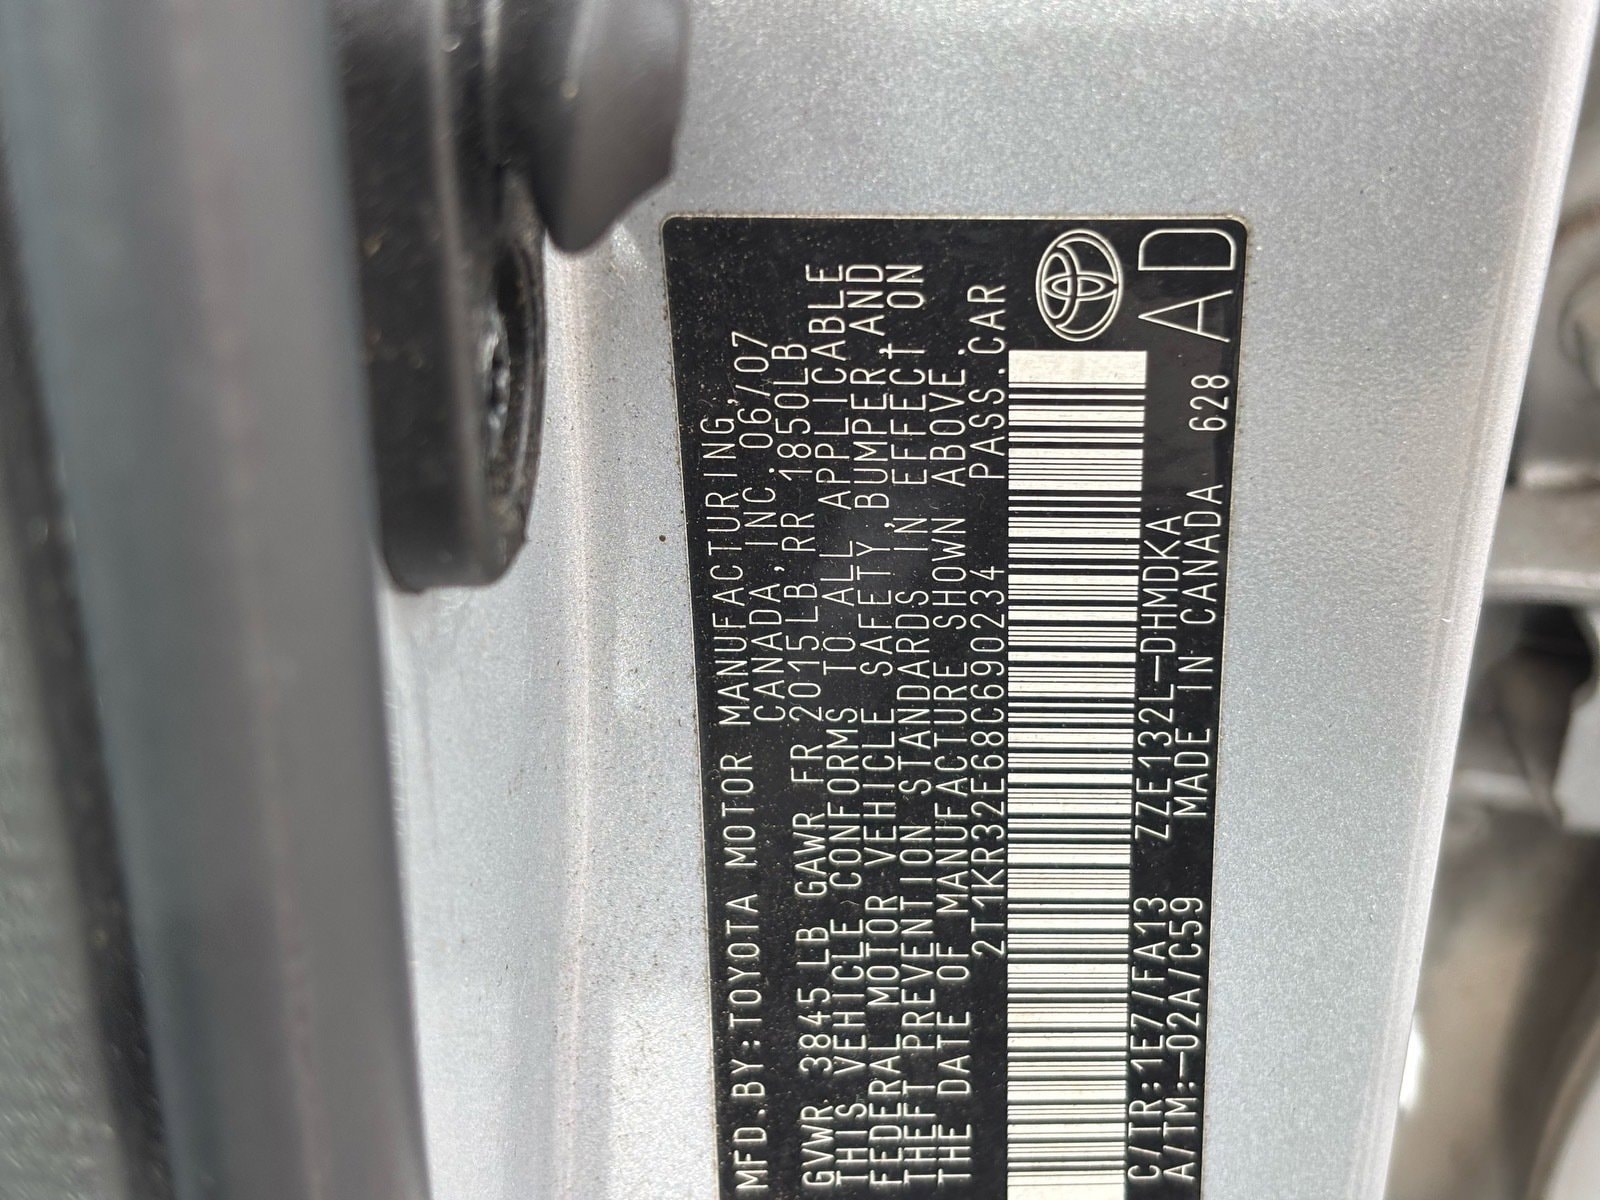 MFD.BY:TOYOTA MOTOR MANUFACTURING,
CANADA,INC. 06/07
GVWR 3845LB GAWR FR 2015LB RR 1850LB
THIS VEHICLE CONFORMS TO ALL APPLICABLE
FEDERAL MOTOR VEHICLE SAFETY,BUMPER,AND
THEFT PREVENTION STANDARDS IN EFFECT ON
THE DATE OF MANUFACTURE SHOWN ABOVE.
2T1KR32E68C690234 PASS.CAR
C/TR:1E7/FA13 ZZE132L-DHMDKA
A/TM:-02A/C59 MADE IN CANADA 628
AD